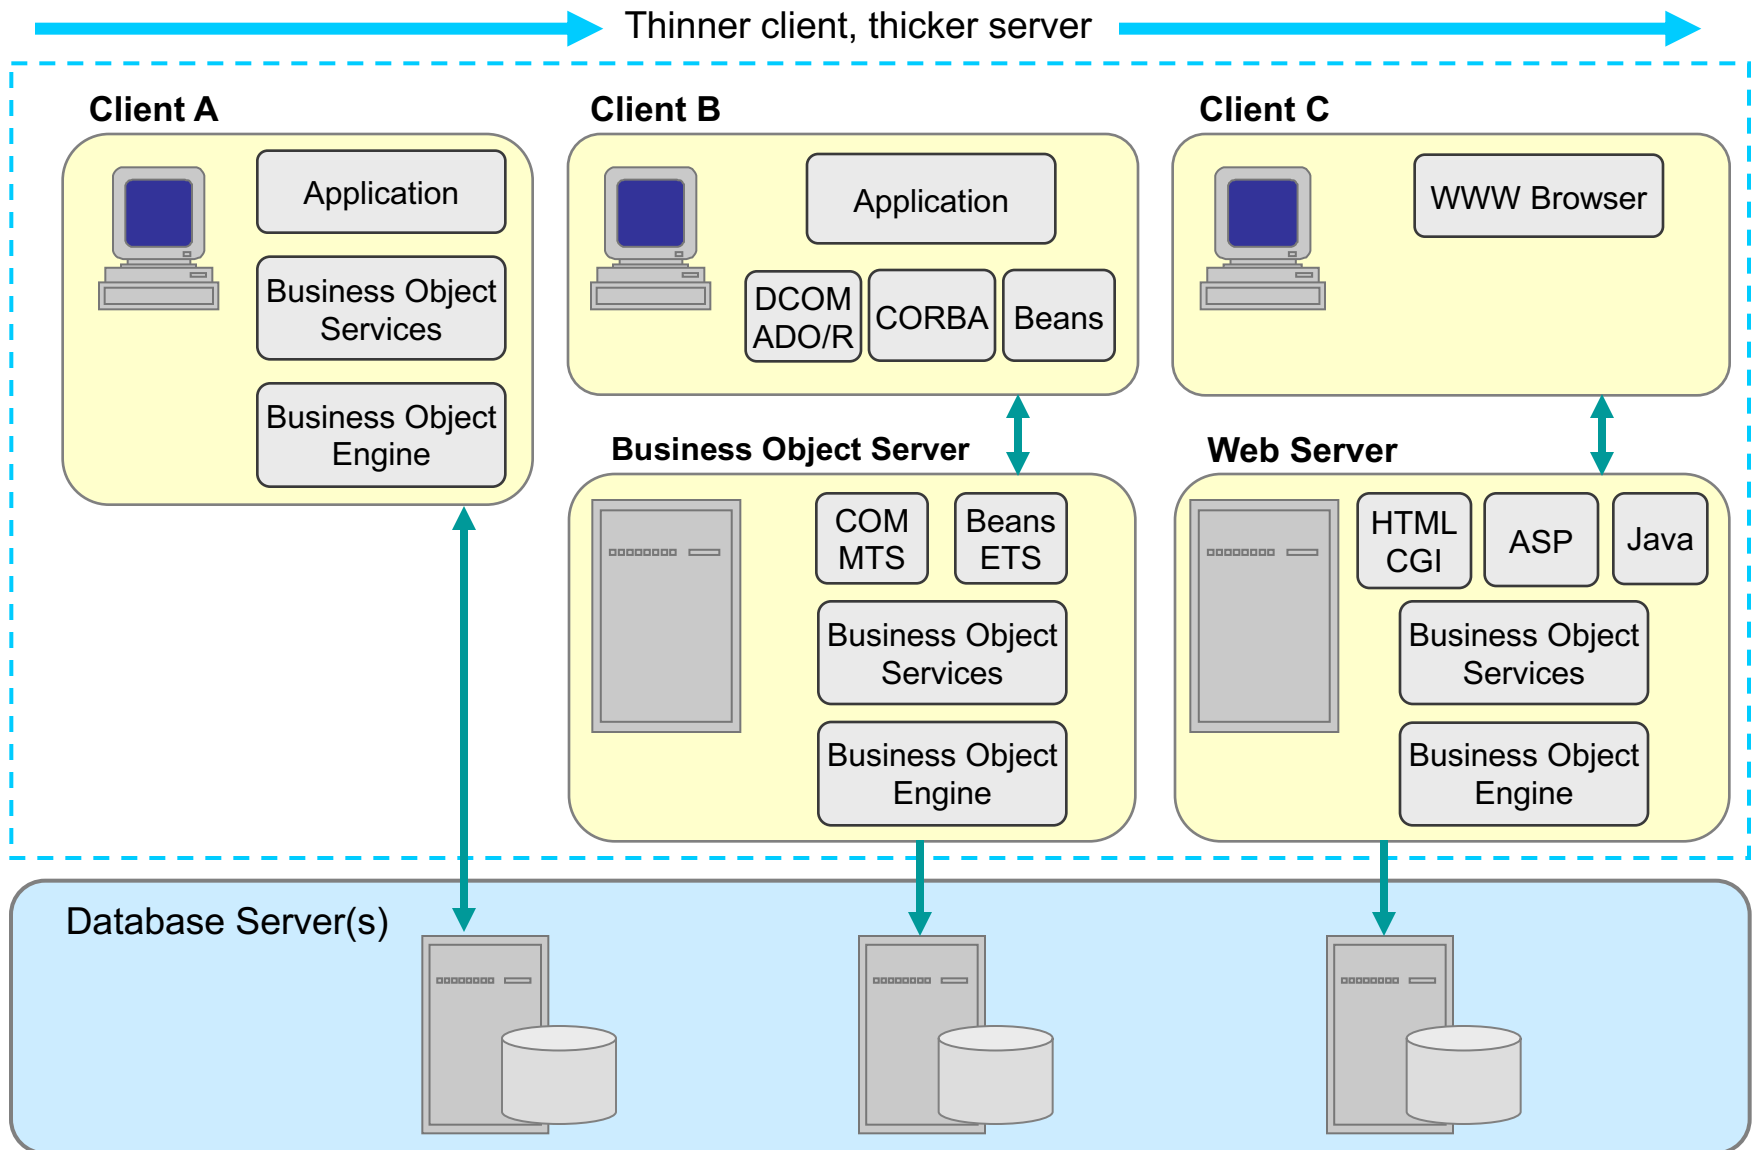 Thinner client, thicker server
Client A
Application
Business Object
Services
Business Object
Engine
Client B
Application
DCOM
ADO/R
CORBA
Beans
Client C
WWW Browser
Business Object Server
COM
MTS
Beans
ETS
Business Object
Services
Business Object
Engine
Web Server
HTML
CGI
ASP
Java
Business Object
Services
Business Object
Engine
Database Server(s)